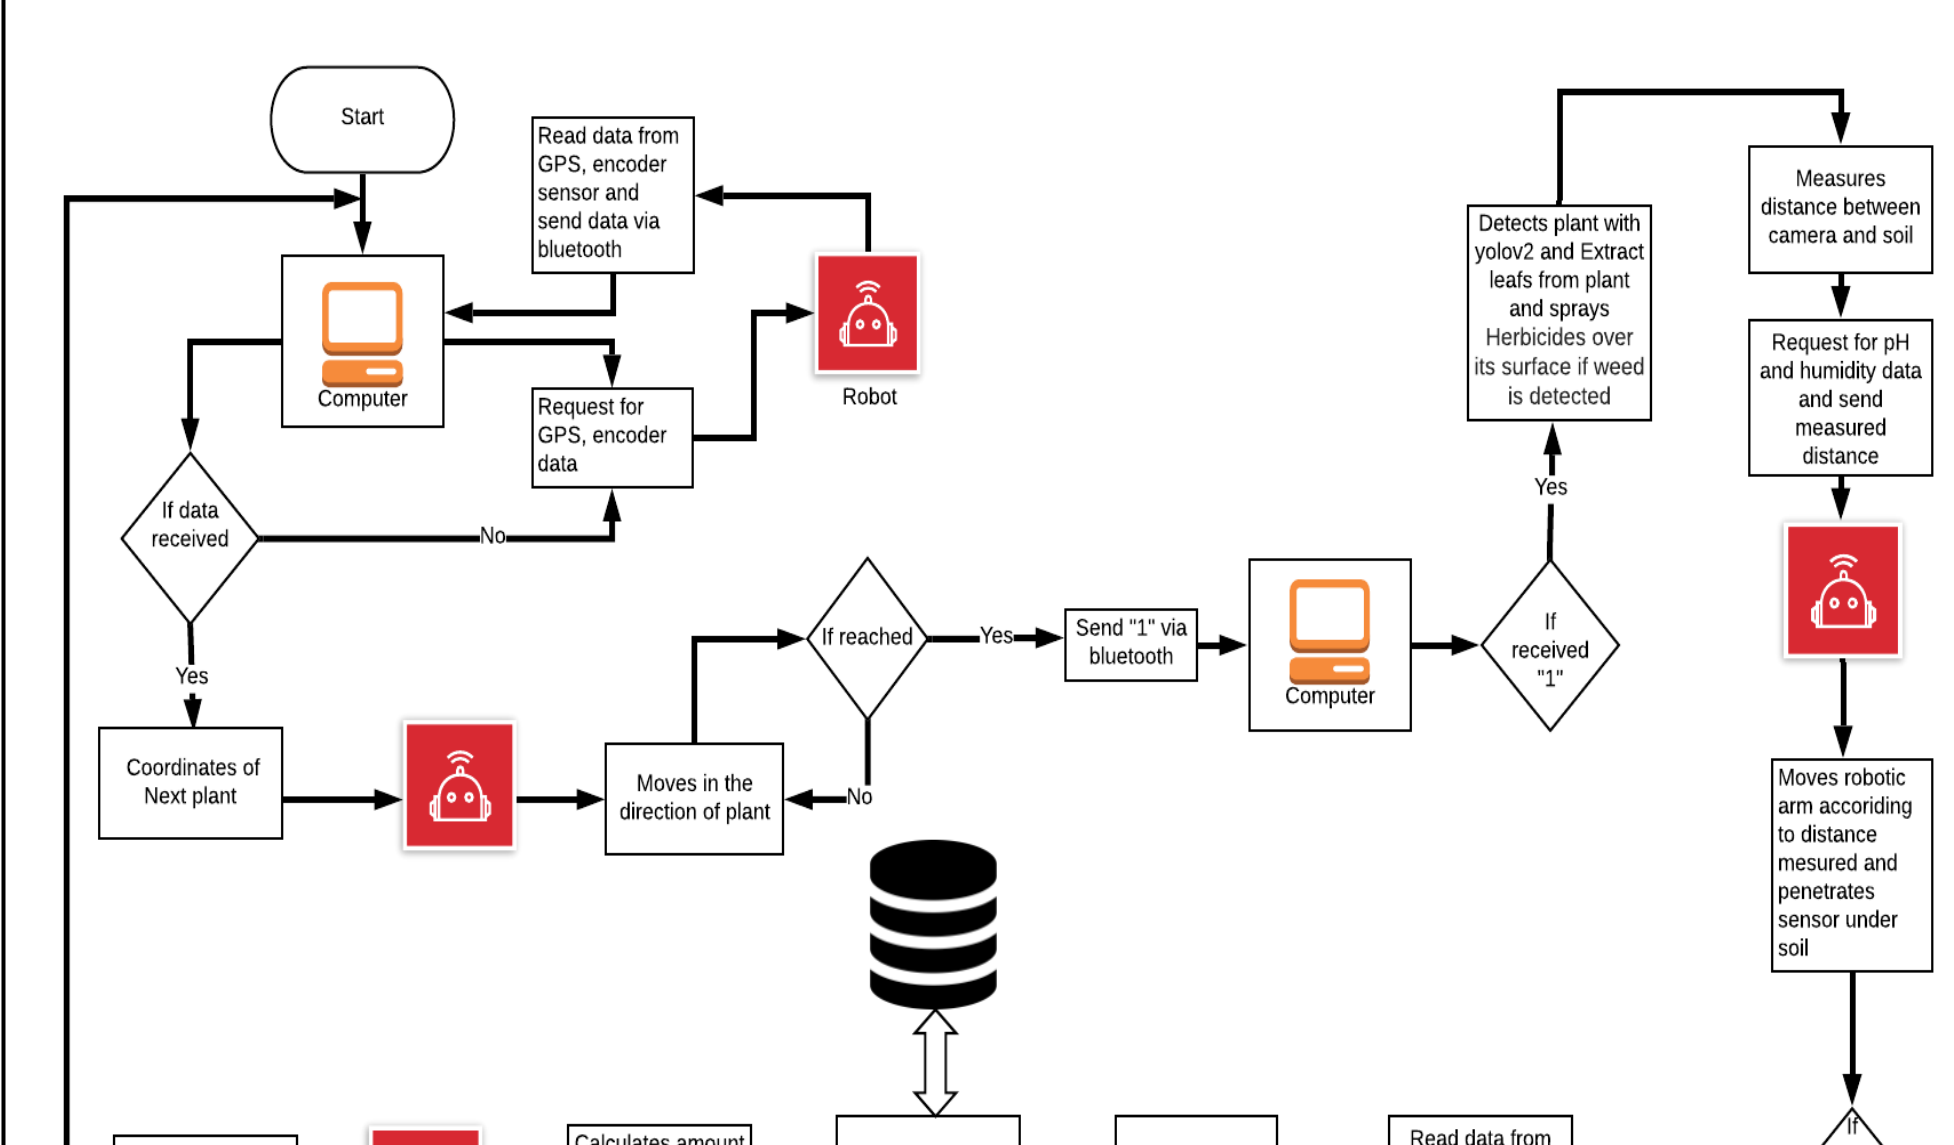 Start
Read data from
GPS, encoder
sensor and
send data via
bluetooth
Computer
Robot
Request for
GPS, encoder
data
If data
received
No
Yes
Coordinates of
Next plant
Moves in the
direction of plant
If reached
No
Yes
Send "1" via
bluetooth
Computer
If
received
"1"
Yes
Detects plant with
yolov2 and Extract
leafs from plant
and sprays
Herbicides over
its surface if weed
is detected
Measures
distance between
camera and soil
Request for pH
and humidity data
and send
measured
distance
Moves robotic
arm accoriding
to distance
mesured and
penetrates
sensor under
soil
If
Calculates amount
Read data from